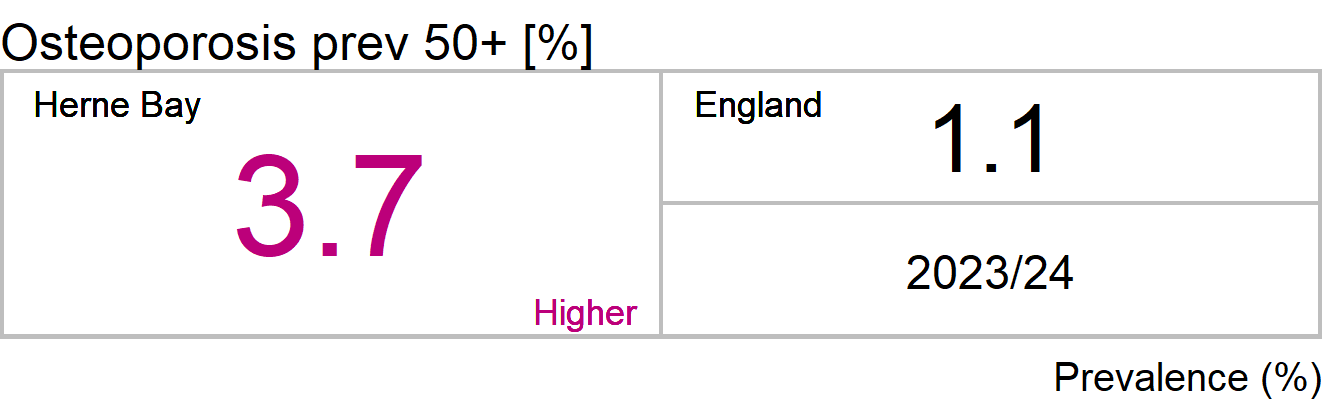 Osteoporosis prev 50+ [%]
Herne Bay
3.7
Higher
England
1.1
2023/24
Prevalence (%)